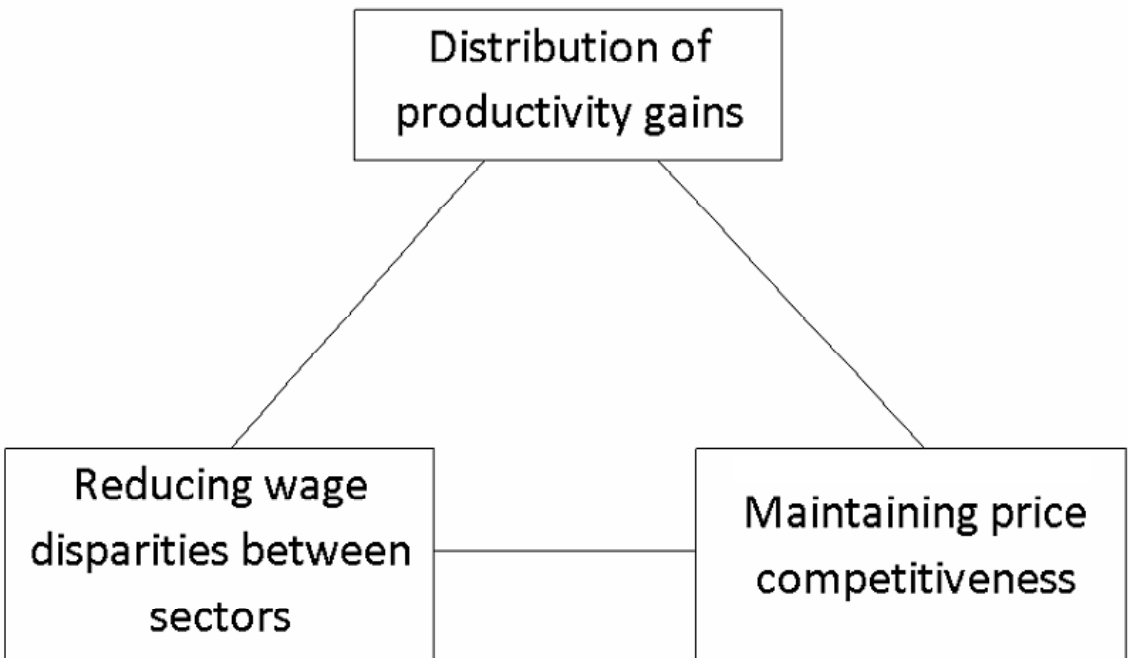 Distribution of
productivity gains
Reducing wage
disparities between
sectors
Maintaining price
competitiveness